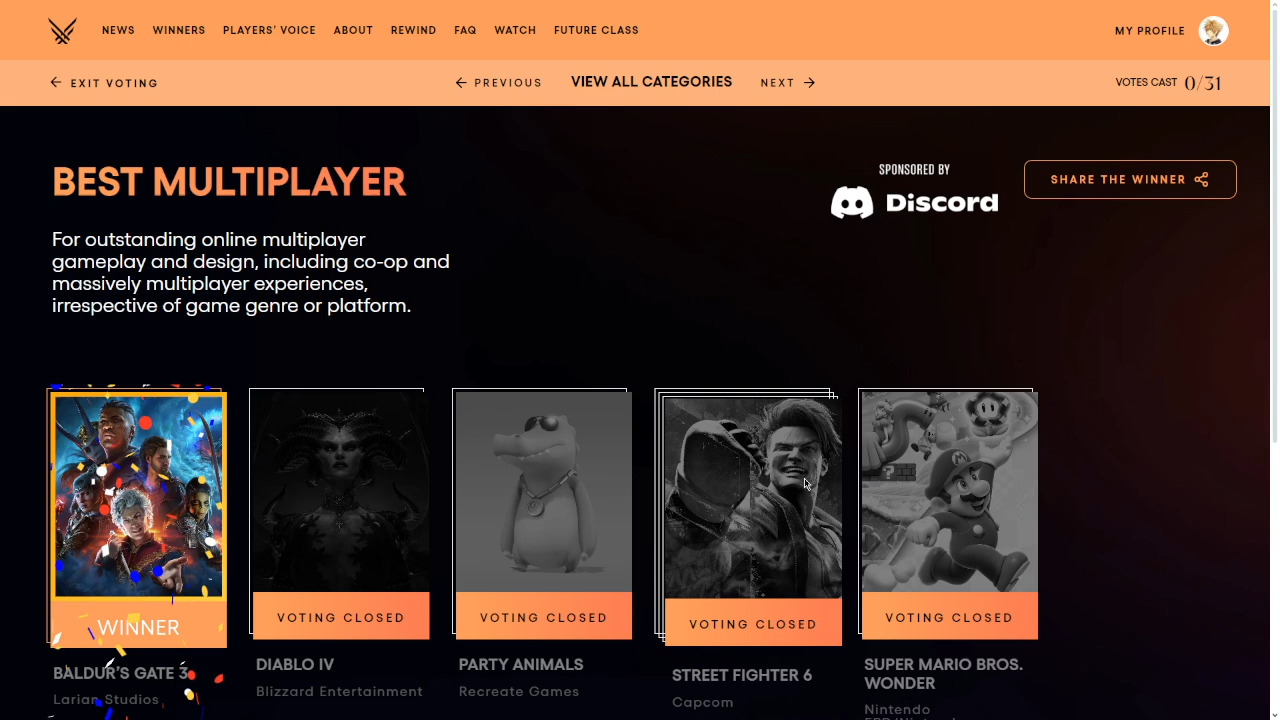 NEWS WINNERS PLAYERS' VOICE ABOUT REWIND FAQ WATCH FUTURE CLASS MY PROFILE
EXIT VOTING PREVIOUS VIEW ALL CATEGORIES NEXT VOTES CAST 0/31
BEST MULTIPLAYER
SPONSORED BY
Discord
SHARE THE WINNER
For outstanding online multiplayer
gameplay and design, including co-op and
massively multiplayer experiences,
irrespective of game genre or platform.
WINNER
BALDUR'S GATE 3
Larian Studios
VOTING CLOSED
DIABLO IV
Blizzard Entertainment
VOTING CLOSED
PARTY ANIMALS
Recreate Games
VOTING CLOSED
STREET FIGHTER 6
Capcom
VOTING CLOSED
SUPER MARIO BROS.
WONDER
Nintendo